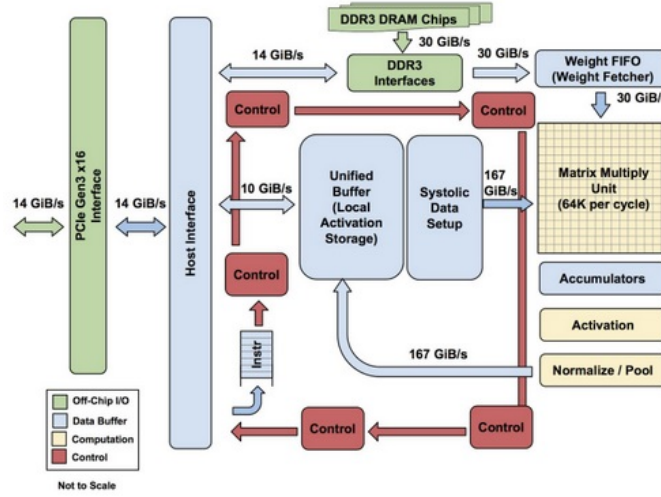 DDR3 DRAM Chips
14 GiB/s
30 GiB/s
30 GiB/s
DDR3
Interfaces
Weight FIFO
(Weight Fetcher)
30 GiB/s
Control
Control
14 GiB/s
PCIe Gen3 x16
Interface
14 GiB/s
Host Interface
10 GiB/s
Unified
Buffer
(Local
Activation
Storage)
Systolic
Data
Setup
167
GiB/s
Matrix Multiply
Unit
(64K per cycle)
Control
Accumulators
Activation
Instr
167 GiB/s
Normalize / Pool
Off-Chip I/O
Data Buffer
Computation
Control
Control
Control
Not to Scale